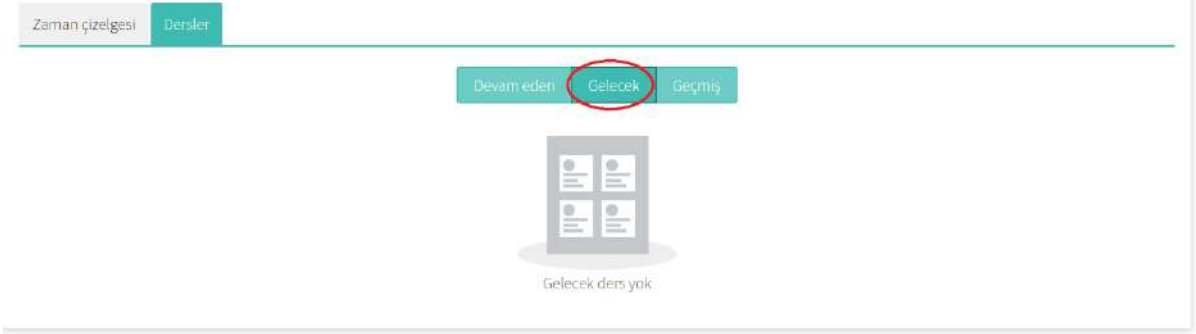 Zaman çizelgesi Dersler
Devam eden Gelecek Geçmiş
Gelecek ders yok